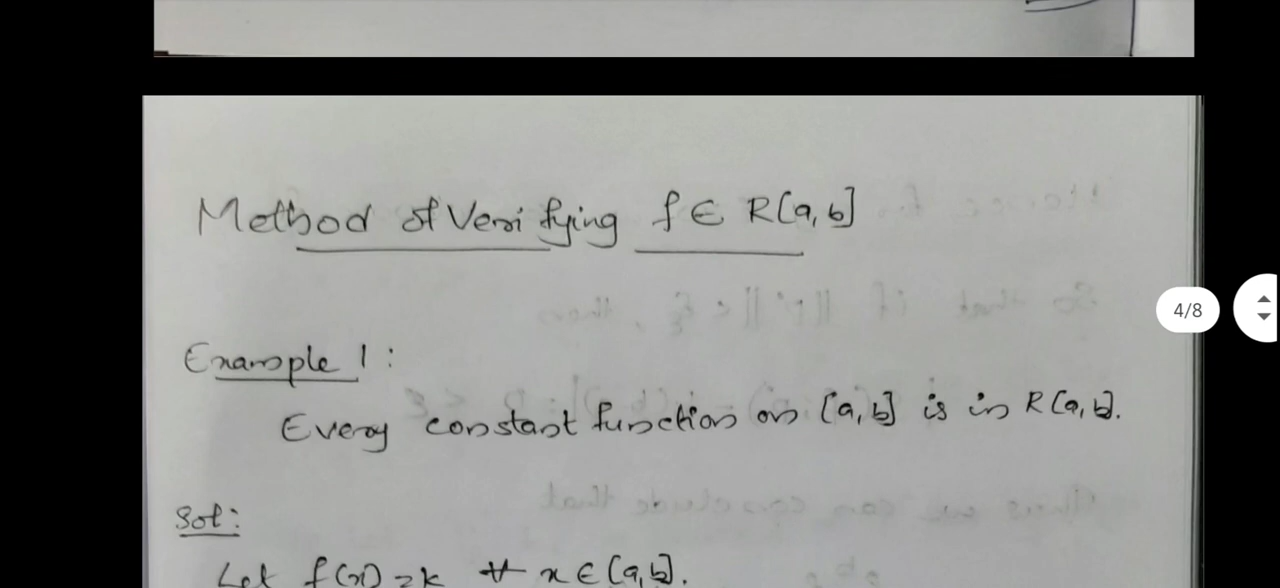 Method of Verifying f ∈ R[a, b]
Example 1 :
Every constant function on [a, b] is in R[a, b].
Sol :
Let f(x) = k ∀ x ∈ [a, b].
4/8